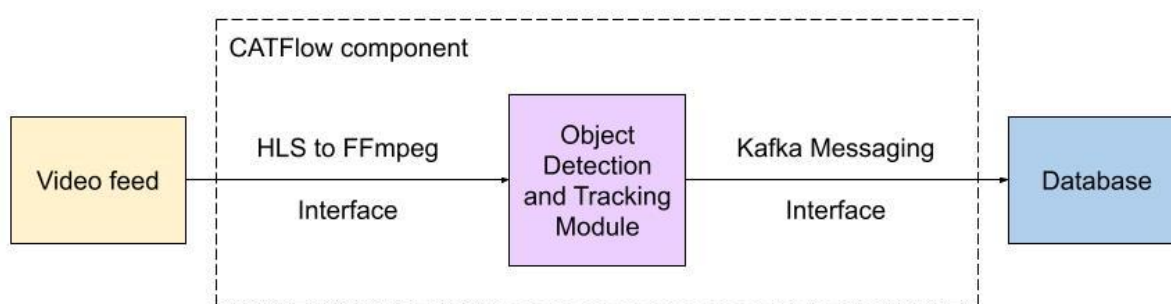 CATFlow component
Video feed
HLS to FFmpeg
Interface
Object
Detection
and Tracking
Module
Kafka Messaging
Interface
Database